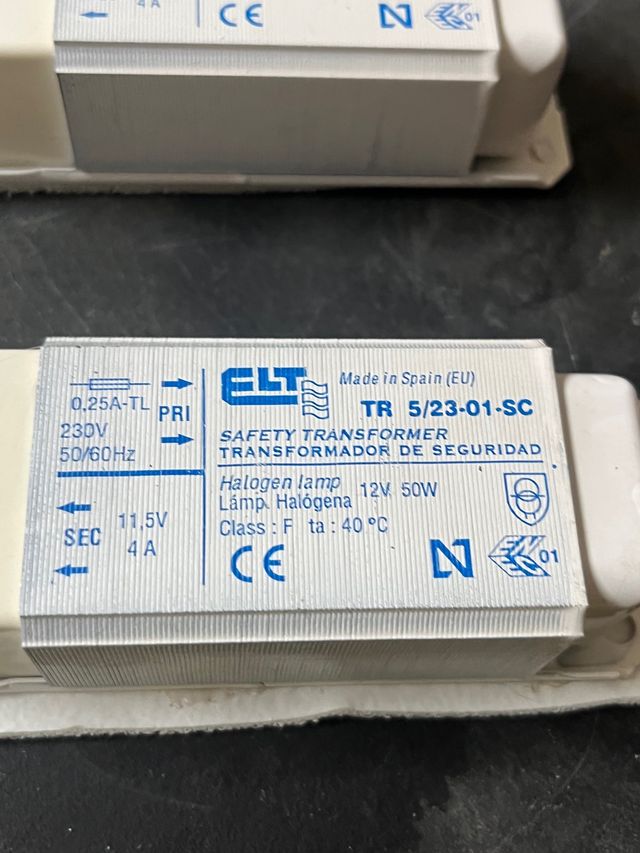 4 A
CE
N
01
0,25A-TL
PRI
230V
50/60Hz
SEC
11,5V
4 A
ELT
Made in Spain (EU)
TR 5/23-01-SC
SAFETY TRANSFORMER
TRANSFORMADOR DE SEGURIDAD
Halogen lamp
Lámp. Halógena
12V 50W
Class : F ta : 40 ºC
CE
N
ENEC 01